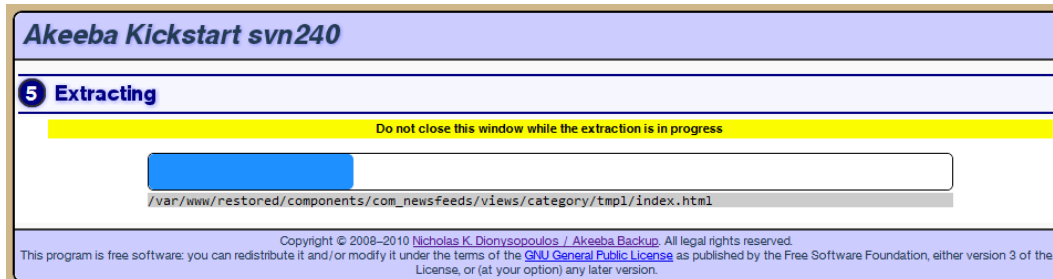 Akeeba Kickstart svn240
5 Extracting
Do not close this window while the extraction is in progress
/var/www/restored/components/com_newsfeeds/views/category/tmpl/index.html
Copyright © 2008–2010 Nicholas K. Dionysopoulos / Akeeba Backup. All legal rights reserved.
This program is free software: you can redistribute it and/or modify it under the terms of the GNU General Public License as published by the Free Software Foundation, either version 3 of the
License, or (at your option) any later version.